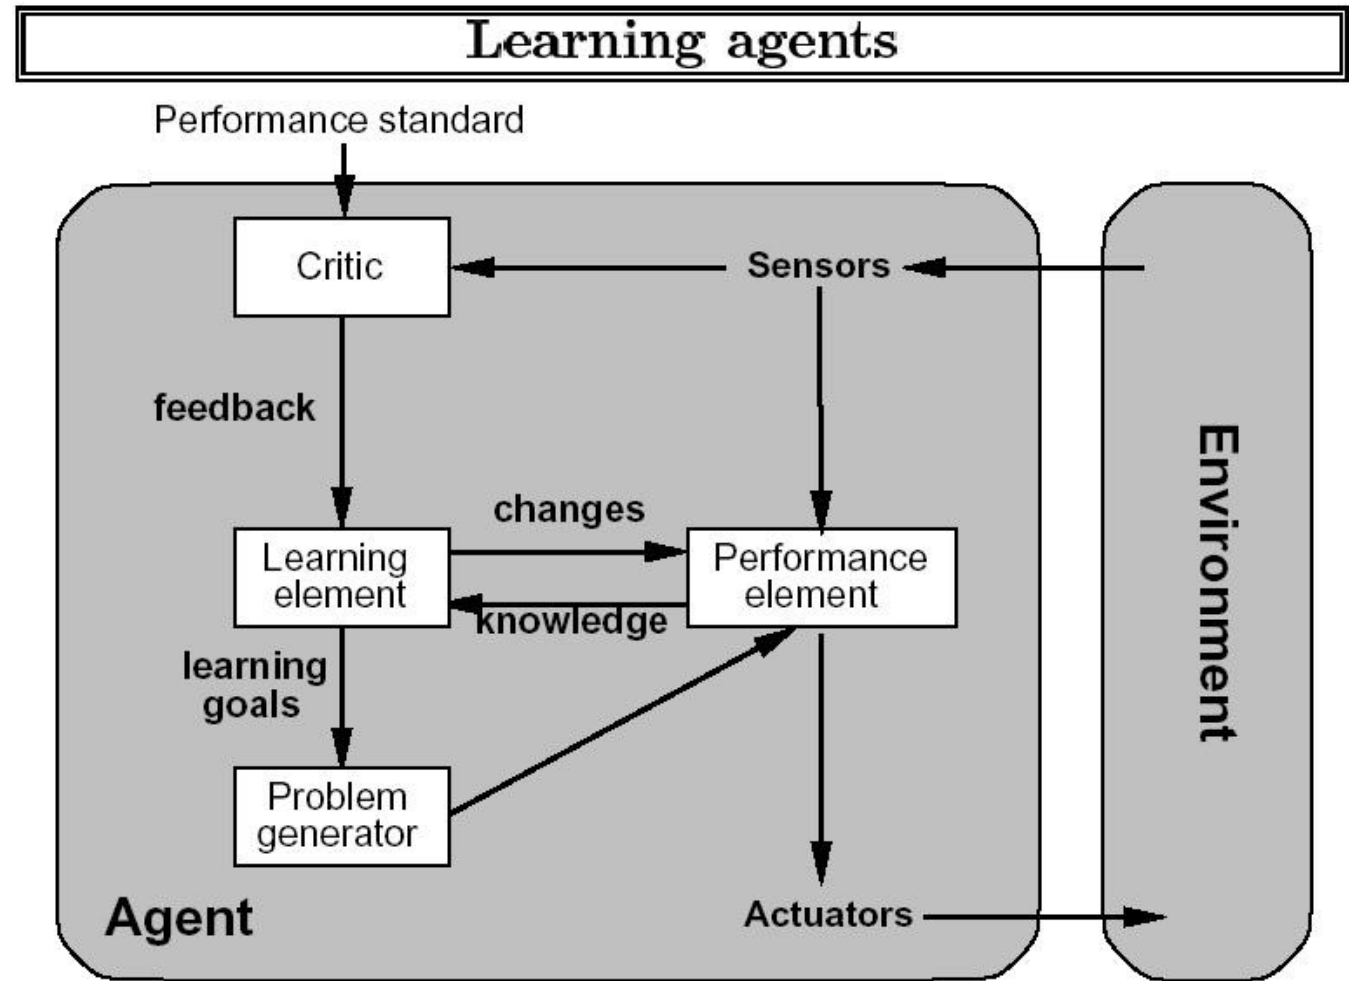 Learning agents
Performance standard
Critic
Sensors
feedback
changes
Learning
element
Performance
element
knowledge
learning
goals
Problem
generator
Agent
Actuators
Environment